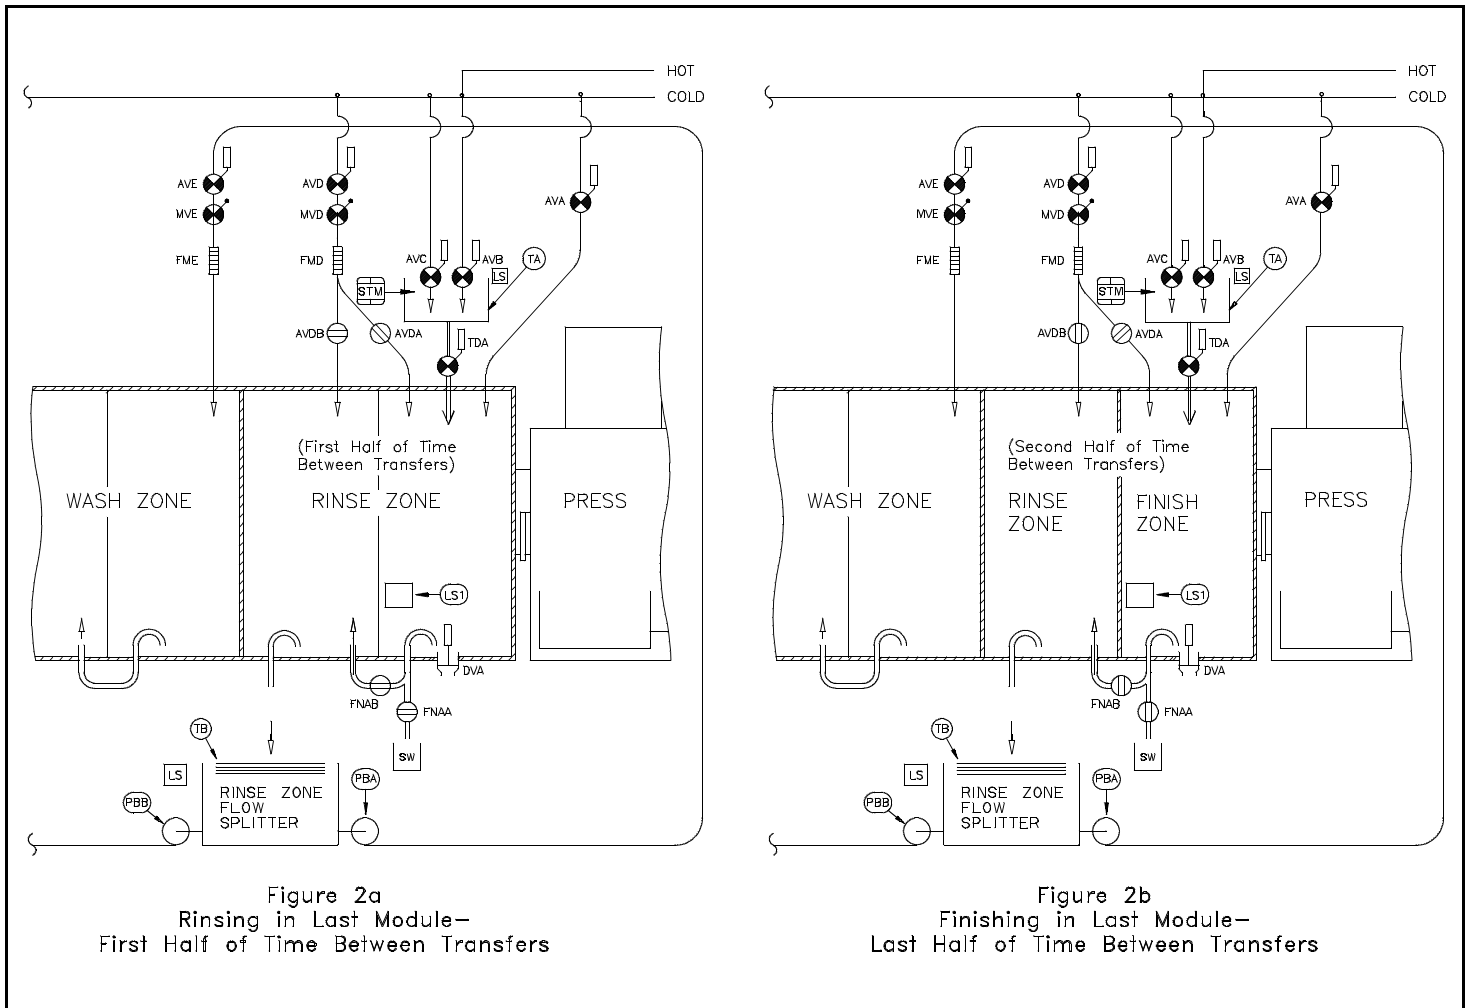 HOT
COLD
AVE
AVD
AVA
MVE
MVD
FME
FMD
AVC
AVB
TA
LS
STM
AVDB
AVDA
TDA
(First Half of Time
Between Transfers)
WASH ZONE
RINSE ZONE
PRESS
LS1
DVA
FNAB
FNAA
TB
SW
LS
PBA
PBB
RINSE ZONE
FLOW
SPLITTER
Figure 2a
Rinsing in Last Module-
First Half of Time Between Transfers
HOT
COLD
AVE
AVD
AVA
MVE
MVD
FME
FMD
AVC
AVB
TA
LS
STM
AVDB
AVDA
TDA
(Second Half of Time
Between Transfers)
WASH ZONE
RINSE
ZONE
FINISH
ZONE
PRESS
LS1
DVA
FNAB
FNAA
TB
SW
LS
PBA
PBB
RINSE ZONE
FLOW
SPLITTER
Figure 2b
Finishing in Last Module-
Last Half of Time Between Transfers